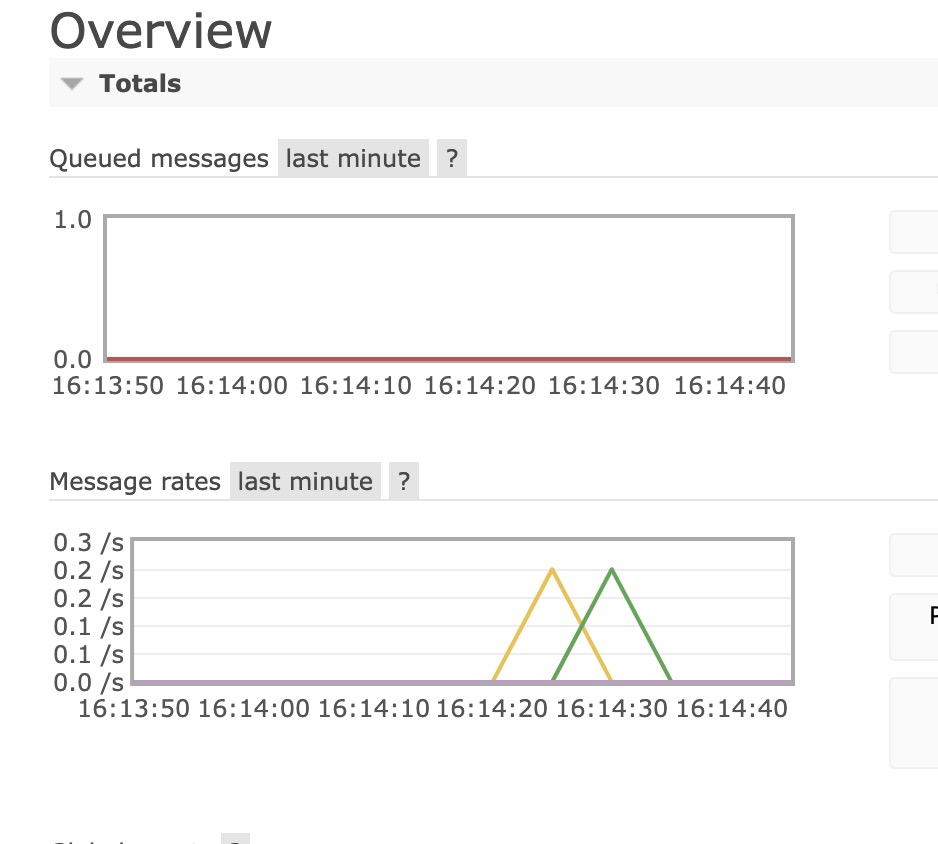 Overview
Totals
Queued messages last minute ?
1.0
0.0
16:13:50 16:14:00 16:14:10 16:14:20 16:14:30 16:14:40
Message rates last minute ?
0.3 /s
0.2 /s
0.2 /s
0.1 /s
0.1 /s
0.0 /s
16:13:50 16:14:00 16:14:10 16:14:20 16:14:30 16:14:40